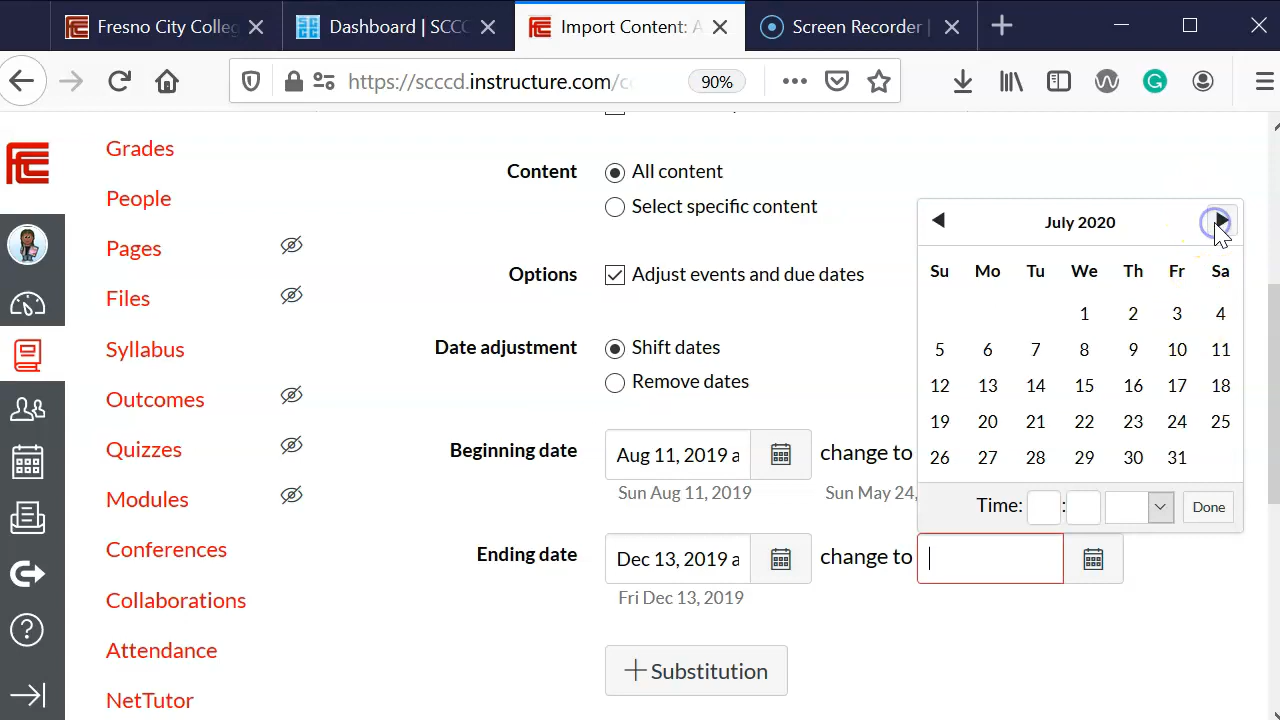 Fresno City Colleg
Dashboard | SCCC
Import Content: A
Screen Recorder |
https://scccd.instructure.com/c
90%
Grades
People
Pages
Files
Syllabus
Outcomes
Quizzes
Modules
Conferences
Collaborations
Attendance
NetTutor
Content
All content
Select specific content
Options
Adjust events and due dates
Date adjustment
Shift dates
Remove dates
Beginning date
Aug 11, 2019 a
change to
Sun Aug 11, 2019
Sun May 24,
Ending date
Dec 13, 2019 a
change to
Fri Dec 13, 2019
Substitution
July 2020
Su Mo Tu We Th Fr Sa
1 2 3 4
5 6 7 8 9 10 11
12 13 14 15 16 17 18
19 20 21 22 23 24 25
26 27 28 29 30 31
Time: :
Done